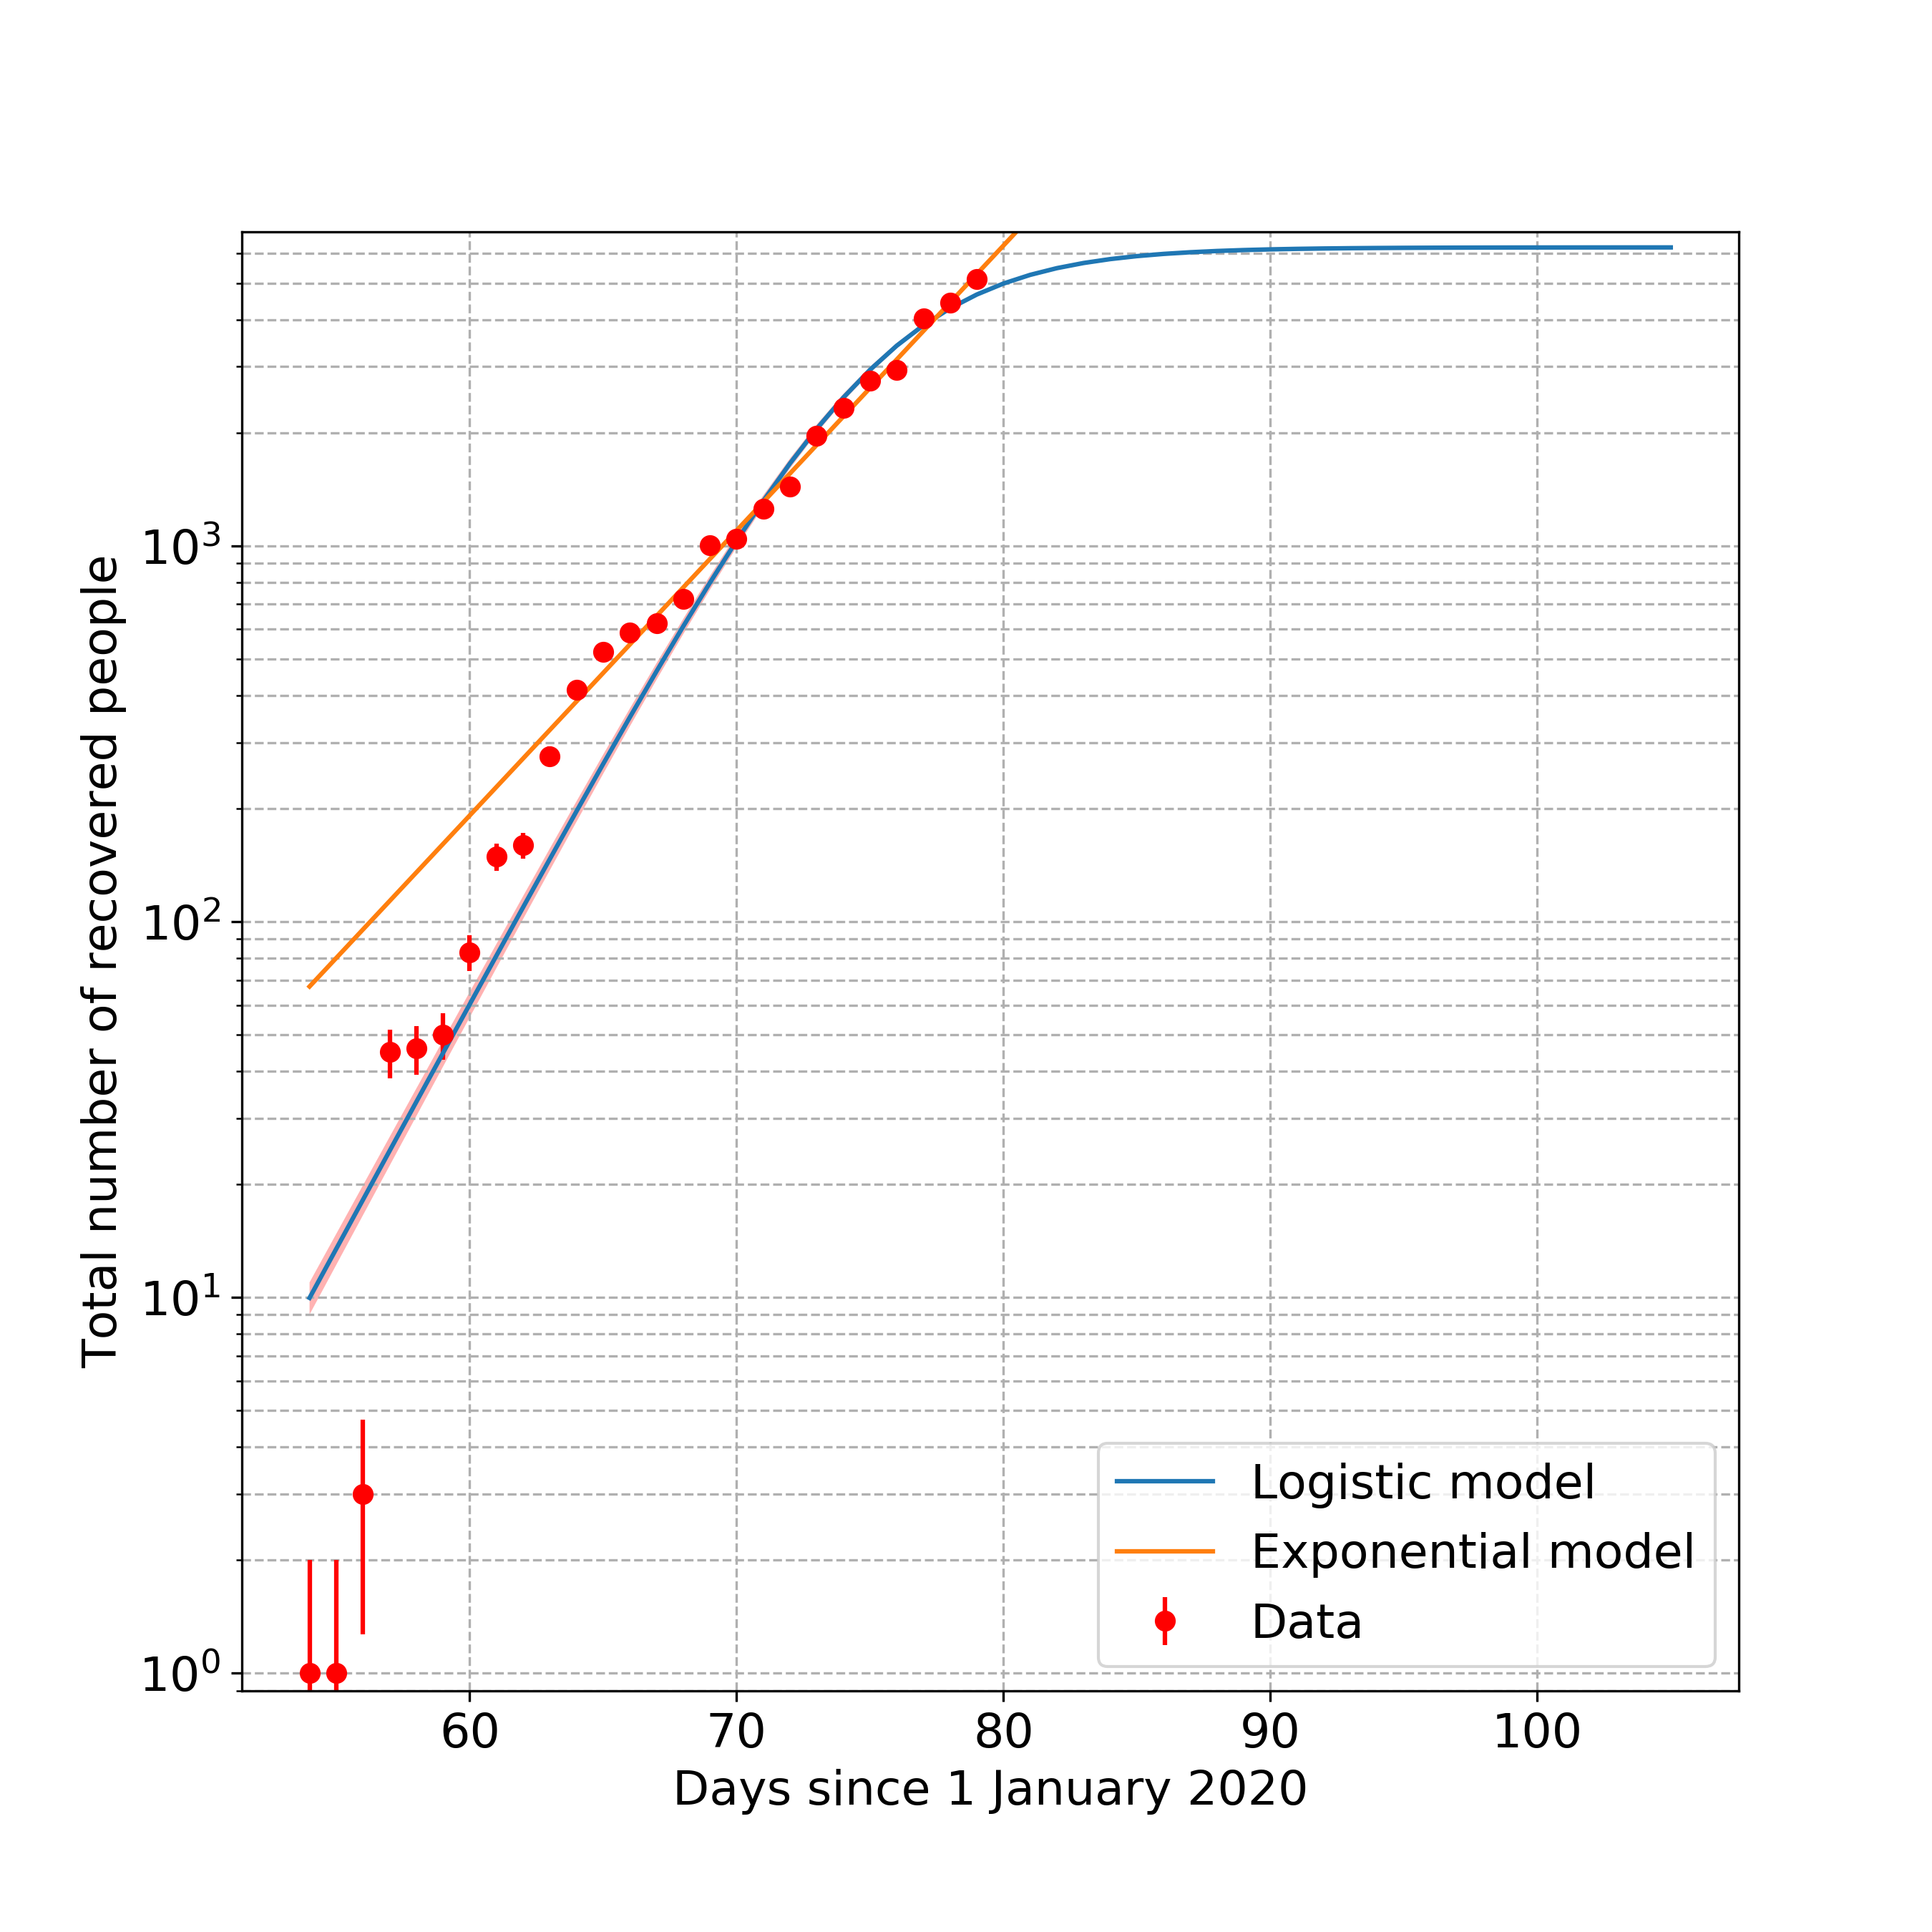 Total number of recovered people
10³
10²
10¹
10⁰
60 70 80 90 100
Days since 1 January 2020
Logistic model
Exponential model
Data